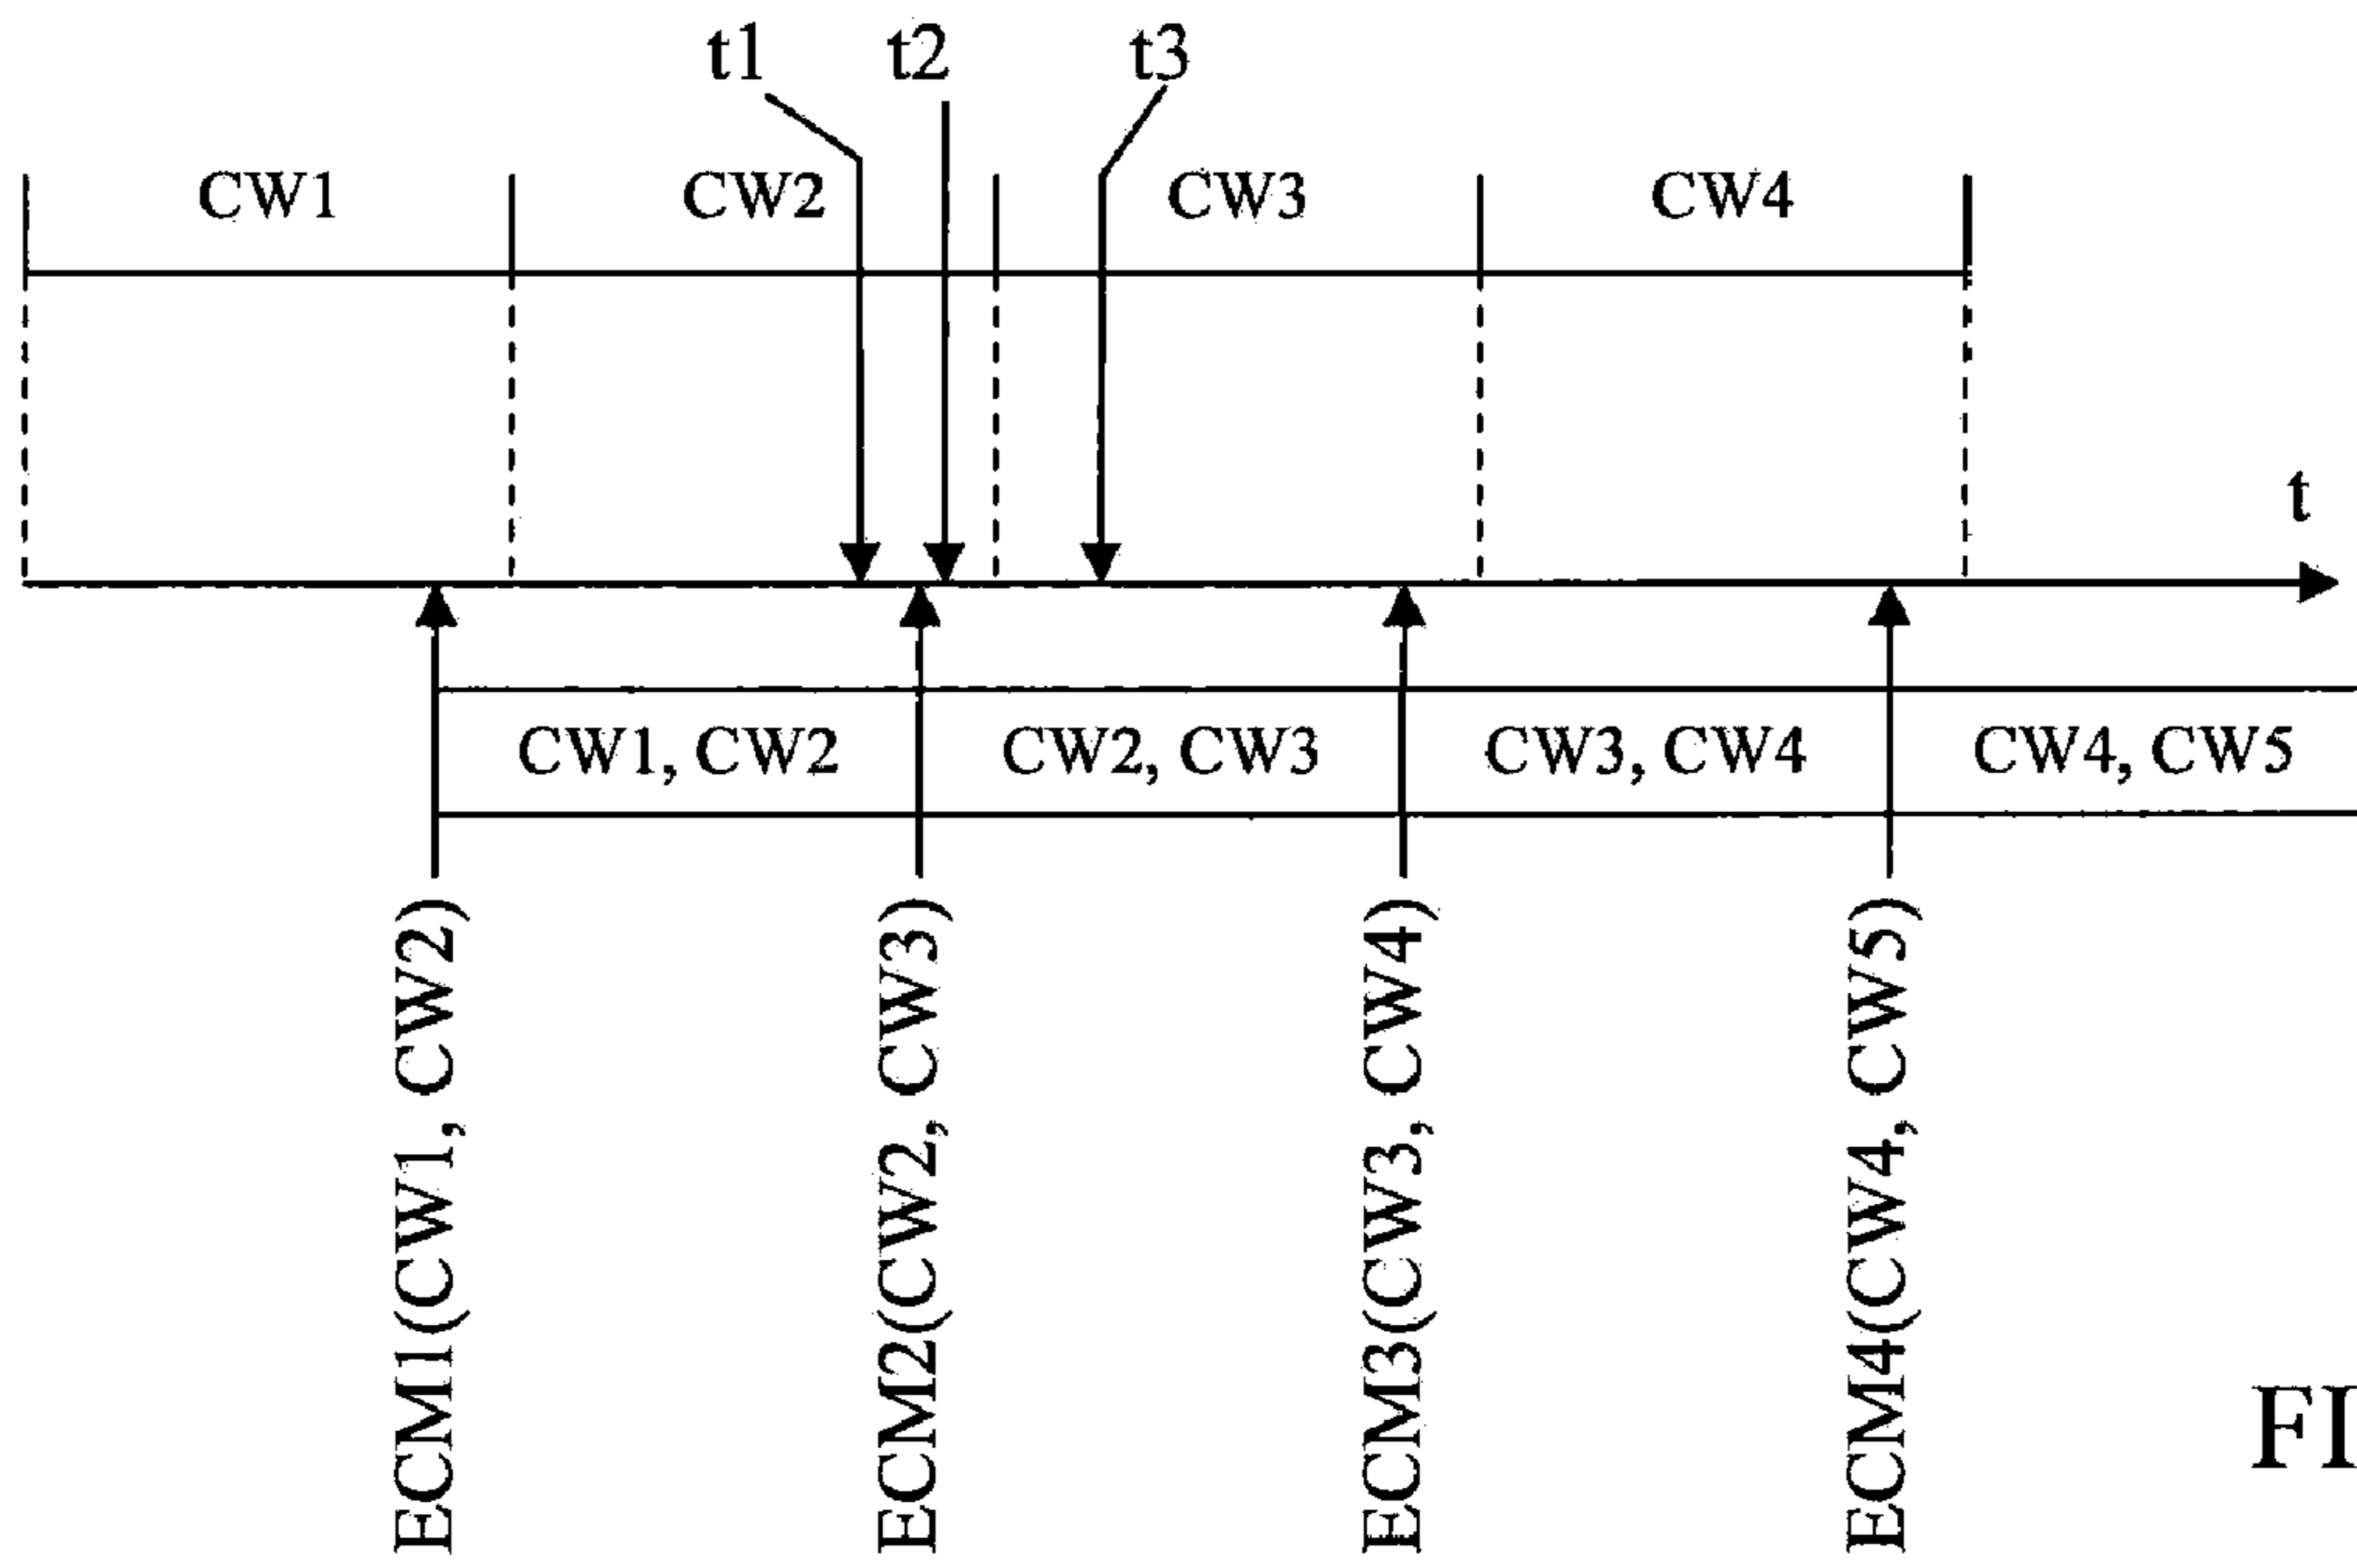 t1 t2 t3
CW1 CW2 CW3 CW4
t
CW1, CW2 CW2, CW3 CW3, CW4 CW4, CW5
ECM1(CW1, CW2)
ECM2(CW2, CW3)
ECM3(CW3, CW4)
ECM4(CW4, CW5)
FI